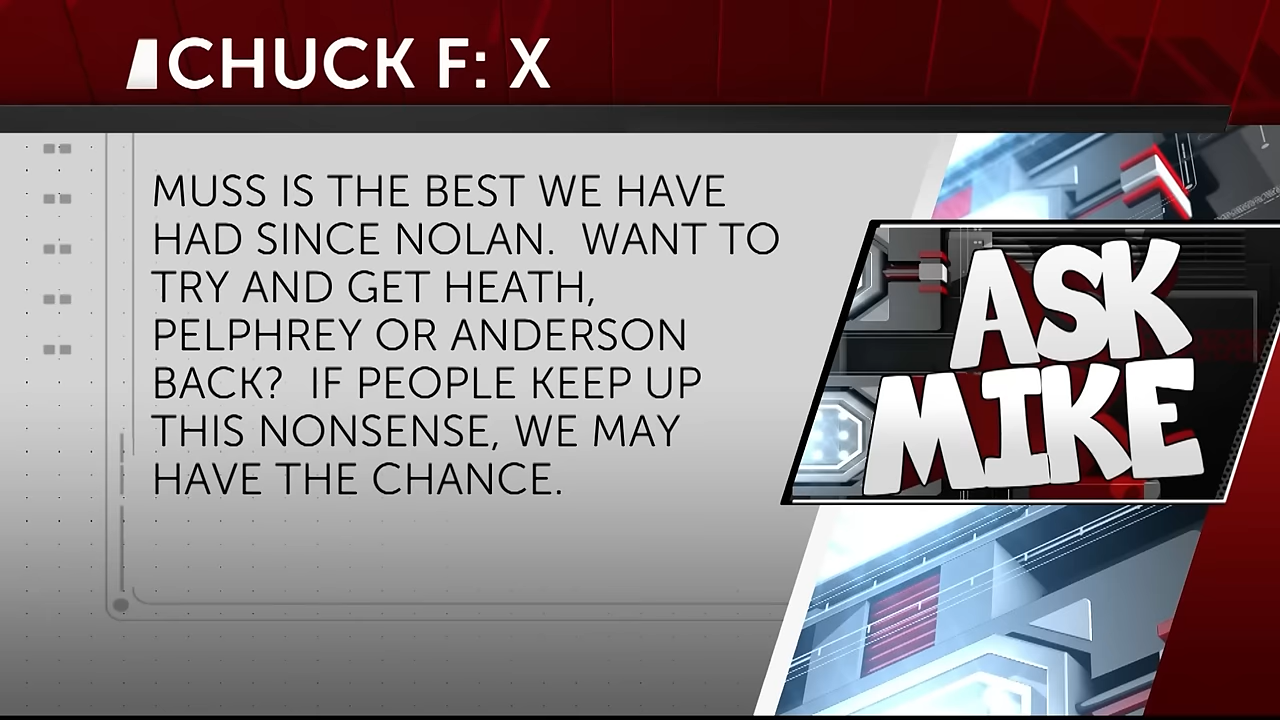 CHUCK F: X
MUSS IS THE BEST WE HAVE
HAD SINCE NOLAN.  WANT TO
TRY AND GET HEATH,
PELPHREY OR ANDERSON
BACK?  IF PEOPLE KEEP UP
THIS NONSENSE, WE MAY
HAVE THE CHANCE.
ASK
MIKE